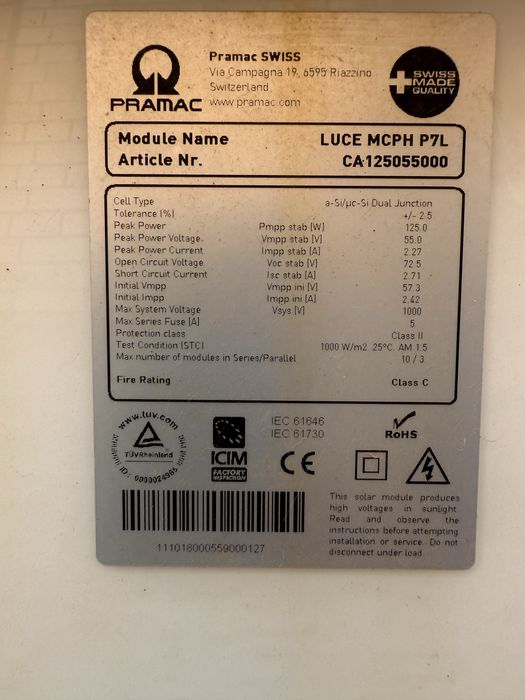 PRAMAC
Pramac SWISS
Via Campagna 19, 6595 Riazzino
Switzerland
www.pramac.com
SWISS
MADE
QUALITY
Module Name LUCE MCPH P7L
Article Nr. CA125055000
Cell Type a-Si/µc-Si Dual Junction
Tolerance (%) +/- 2.5
Peak Power Pmpp stab [W] 125.0
Peak Power Voltage Vmpp stab [V] 55.0
Peak Power Current Impp stab [A] 2.27
Open Circuit Voltage Voc stab [V] 72.5
Short Circuit Current Isc stab [A] 2.71
Initial Vmpp Vmpp ini [V] 57.3
Initial Impp Impp ini [A] 2.42
Max System Voltage Vsys [V] 1000
Max Series Fuse [A] 5
Protection class Class II
Test Condition (STC) 1000 W/m2 .25°C. AM 1.5
Max number of modules in Series/Parallel 10 / 3
Fire Rating Class C
www.tuv.com
TÜVRheinland
ID: 0000024965
ICIM
FACTORY
INSPECTION
IEC 61646
IEC 61730
CE
RoHS
111018000559000127
This solar module produces
high voltages in sunlight.
Read and observe the
instructions before attempting
installation or service. Do not
disconnect under load.